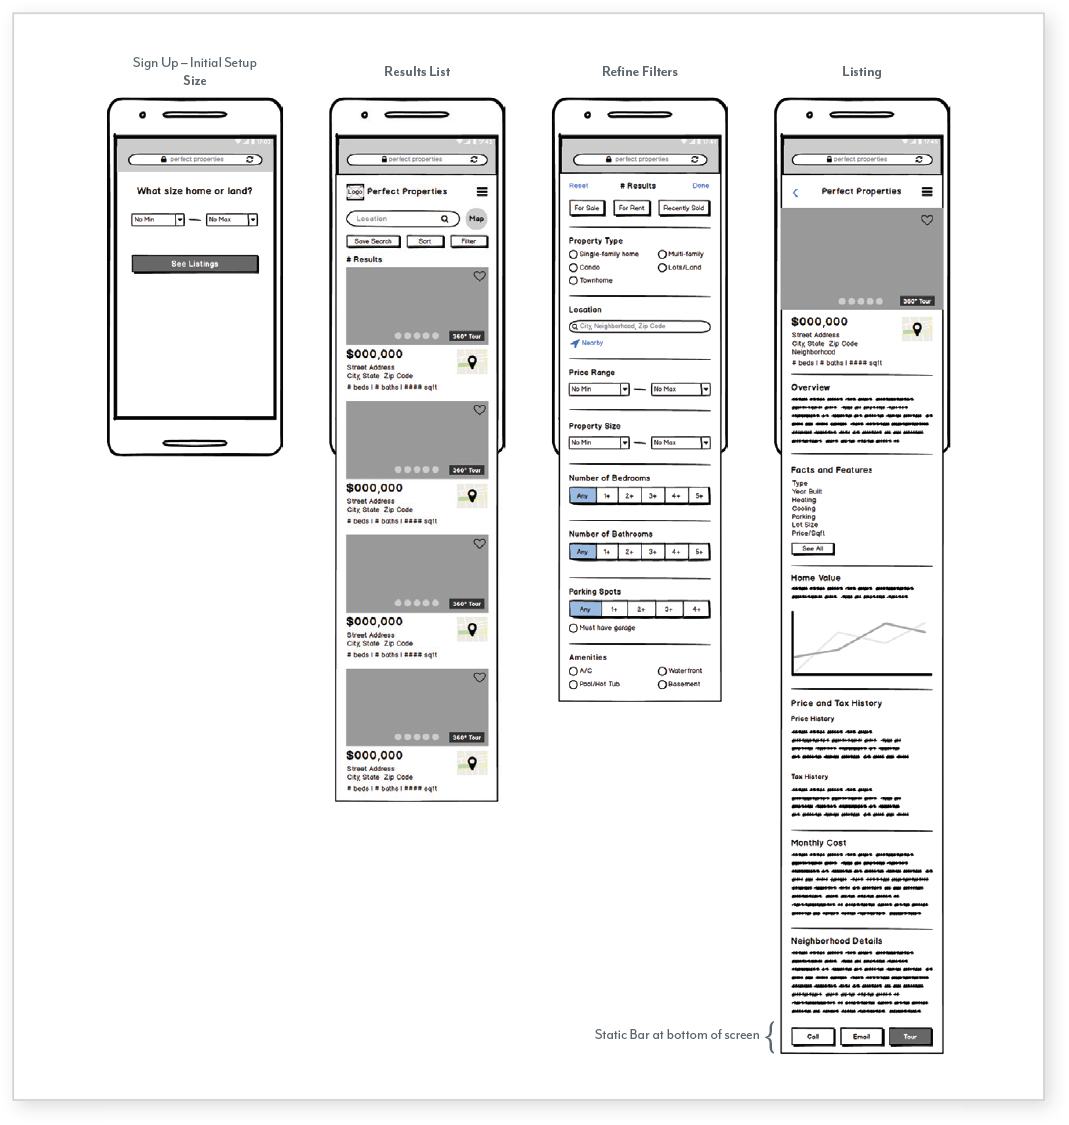 Sign Up – Initial Setup
Size
perfect properties
What size home or land?
No Min — No Max
See Listings
Results List
perfect properties
Logo Perfect Properties
Location Map
Save Search Sort Filter
# Results
360° Tour
$000,000
Street Address
City, State Zip Code
# beds | # baths | #### sqft
360° Tour
$000,000
Street Address
City, State Zip Code
# beds | # baths | #### sqft
360° Tour
$000,000
Street Address
City, State Zip Code
# beds | # baths | #### sqft
360° Tour
$000,000
Street Address
City, State Zip Code
# beds | # baths | #### sqft
Refine Filters
perfect properties
Reset # Results Done
For Sale For Rent Recently Sold
Property Type
Single-family home Multi-family
Condo Lots/Land
Townhome
Location
City, Neighborhood, Zip Code
Nearby
Price Range
No Min — No Max
Property Size
No Min — No Max
Number of Bedrooms
Any 1+ 2+ 3+ 4+ 5+
Number of Bathrooms
Any 1+ 2+ 3+ 4+ 5+
Parking Spots
Any 1+ 2+ 3+ 4+
Must have garage
Amenities
A/C Waterfront
Pool/Hot Tub Basement
Listing
perfect properties
Perfect Properties
360° Tour
$000,000
Street Address
City, State Zip Code
Neighborhood
# beds | # baths | #### sqft
Overview
Facts and Features
Type
Year Built
Heating
Cooling
Parking
Lot Size
Price/Sqft
See All
Home Value
Price and Tax History
Price History
Tax History
Monthly Cost
Neighborhood Details
Static Bar at bottom of screen
Call Email Tour